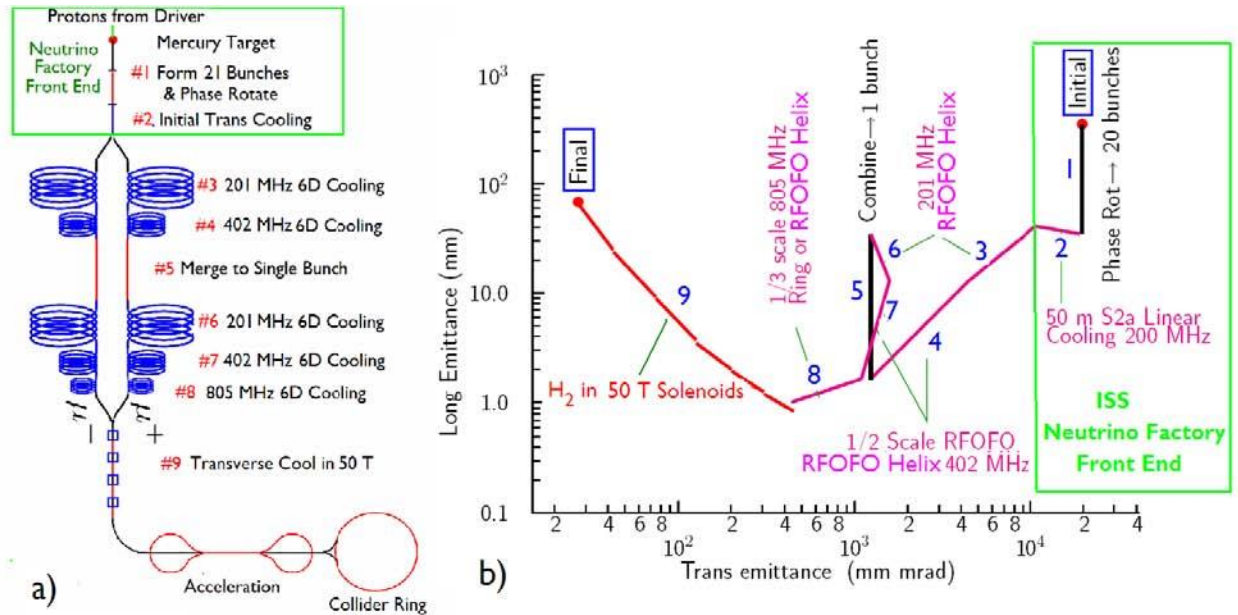 Protons from Driver
Mercury Target
Neutrino
Factory
Front End
#1 Form 21 Bunches
& Phase Rotate
#2 Initial Trans Cooling
#3 201 MHz 6D Cooling
#4 402 MHz 6D Cooling
#5 Merge to Single Bunch
#6 201 MHz 6D Cooling
#7 402 MHz 6D Cooling
#8 805 MHz 6D Cooling
μ− μ+
#9 Transverse Cool in 50 T
Acceleration
Collider Ring
a)
Long Emittance (mm)
10³
10²
10.0
1.0
0.1
Final
1/3 scale 805 MHz
Ring or RFOFO Helix
Combine→1 bunch
201 MHz
RFOFO Helix
Initial
Phase Rot→ 20 bunches
1
2
3
4
5
6
7
8
9
H₂ in 50 T Solenoids
50 m S2a Linear
Cooling 200 MHz
1/2 Scale RFOFO
RFOFO Helix 402 MHz
ISS
Neutrino Factory
Front End
2 4 6 8 2 4 6 8 2 4 6 8 2 4
10² 10³ 10⁴
Trans emittance (mm mrad)
b)